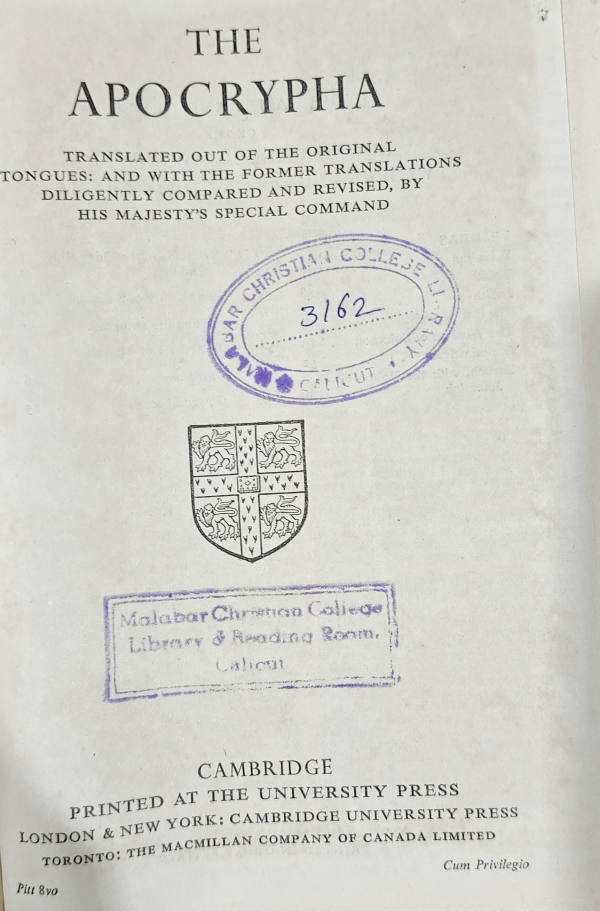 THE
APOCRYPHA
TRANSLATED OUT OF THE ORIGINAL
TONGUES: AND WITH THE FORMER TRANSLATIONS
DILIGENTLY COMPARED AND REVISED, BY
HIS MAJESTY'S SPECIAL COMMAND
MALABAR CHRISTIAN COLLEGE LIBRARY
3162
CALICUT
Malabar Christian College
Library & Reading Room,
Calicut
CAMBRIDGE
PRINTED AT THE UNIVERSITY PRESS
LONDON & NEW YORK: CAMBRIDGE UNIVERSITY PRESS
TORONTO: THE MACMILLAN COMPANY OF CANADA LIMITED
Cum Privilegio
Pitt 8vo